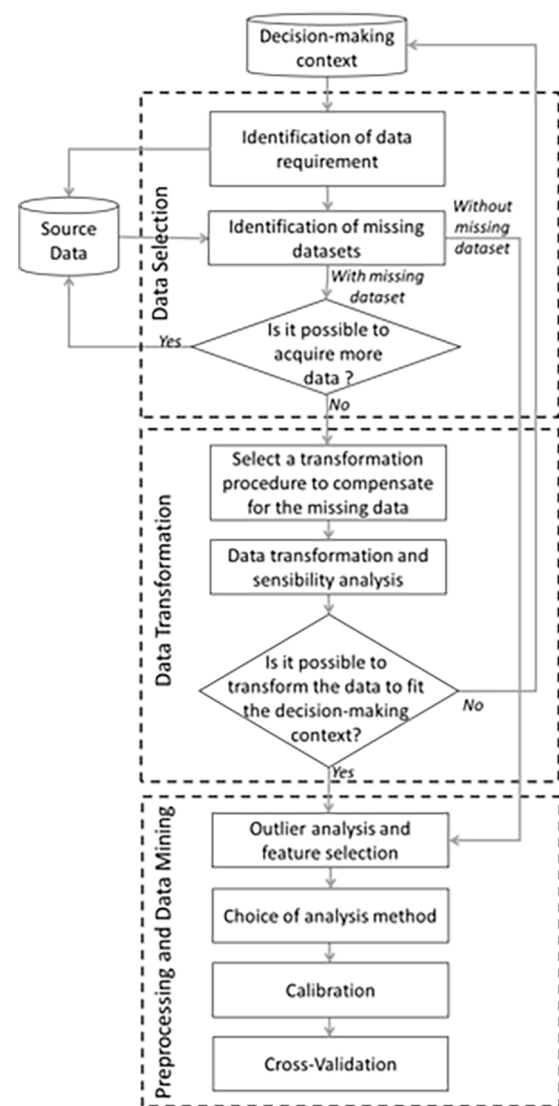 Decision-making
context
Data Selection
Identification of data
requirement
Source
Data
Identification of missing
datasets
Without
missing
dataset
With missing
dataset
Is it possible to
acquire more
data ?
Yes
No
Data Transformation
Select a transformation
procedure to compensate
for the missing data
Data transformation and
sensibility analysis
Is it possible to
transform the data to fit
the decision-making
context?
No
Yes
Preprocessing and Data Mining
Outlier analysis and
feature selection
Choice of analysis method
Calibration
Cross-Validation